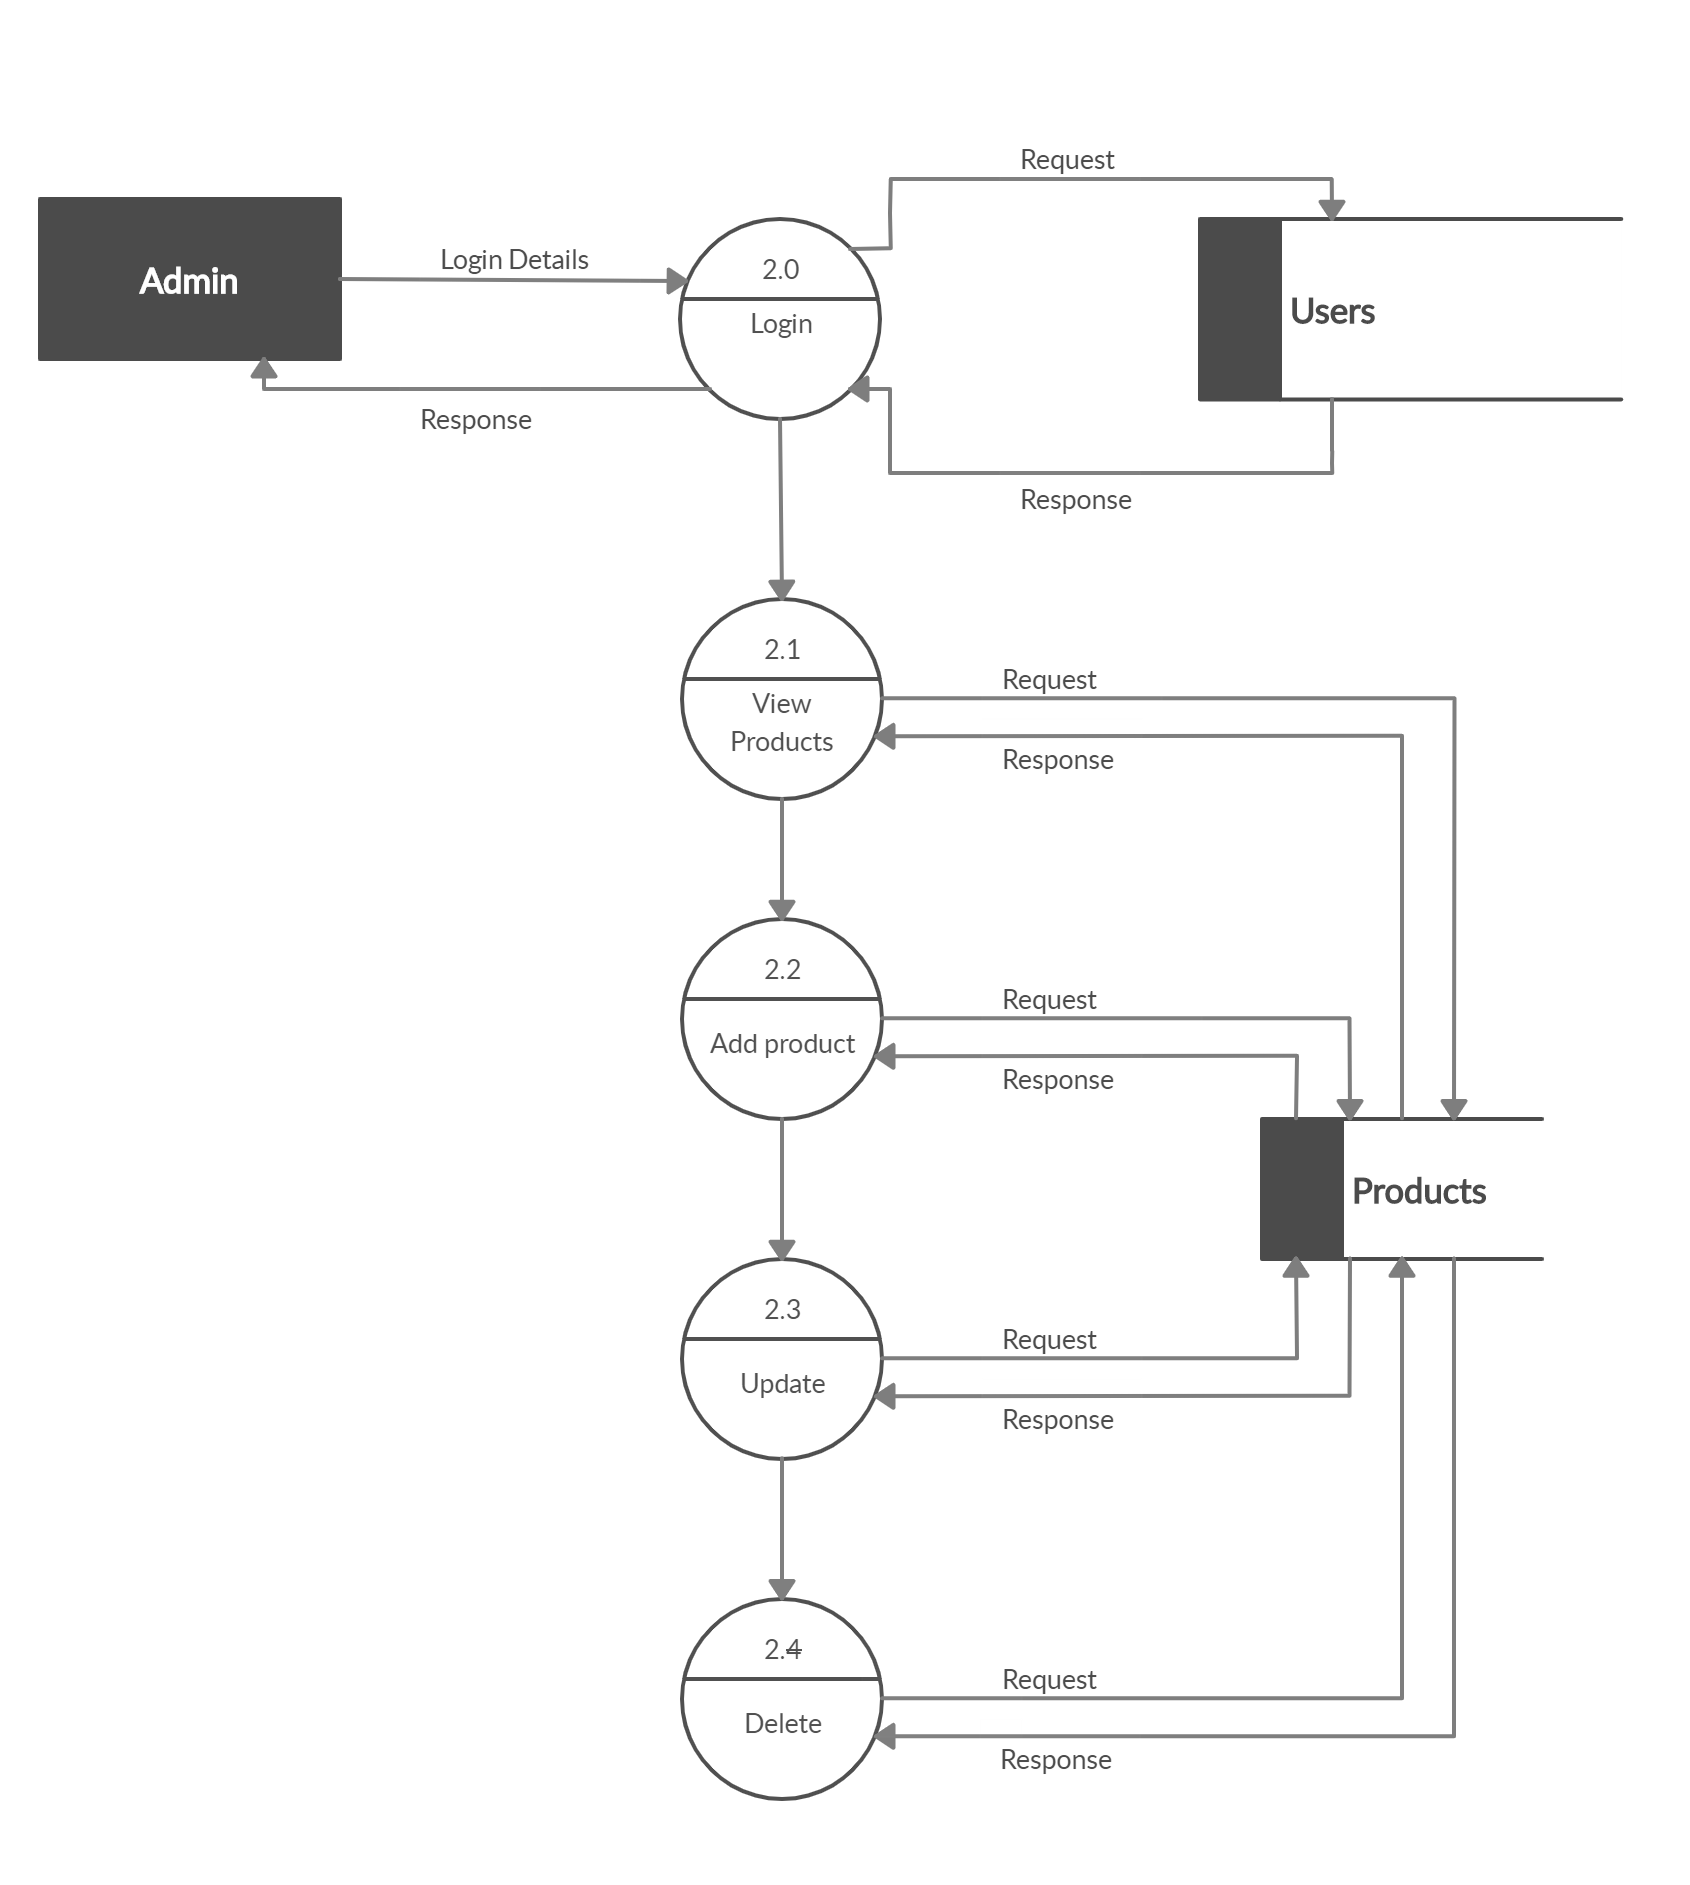 Request
Admin
Login Details
2.0
Login
Users
Response
Response
2.1
View
Products
Request
Response
2.2
Add product
Request
Response
Products
2.3
Update
Request
Response
2.4
Delete
Request
Response